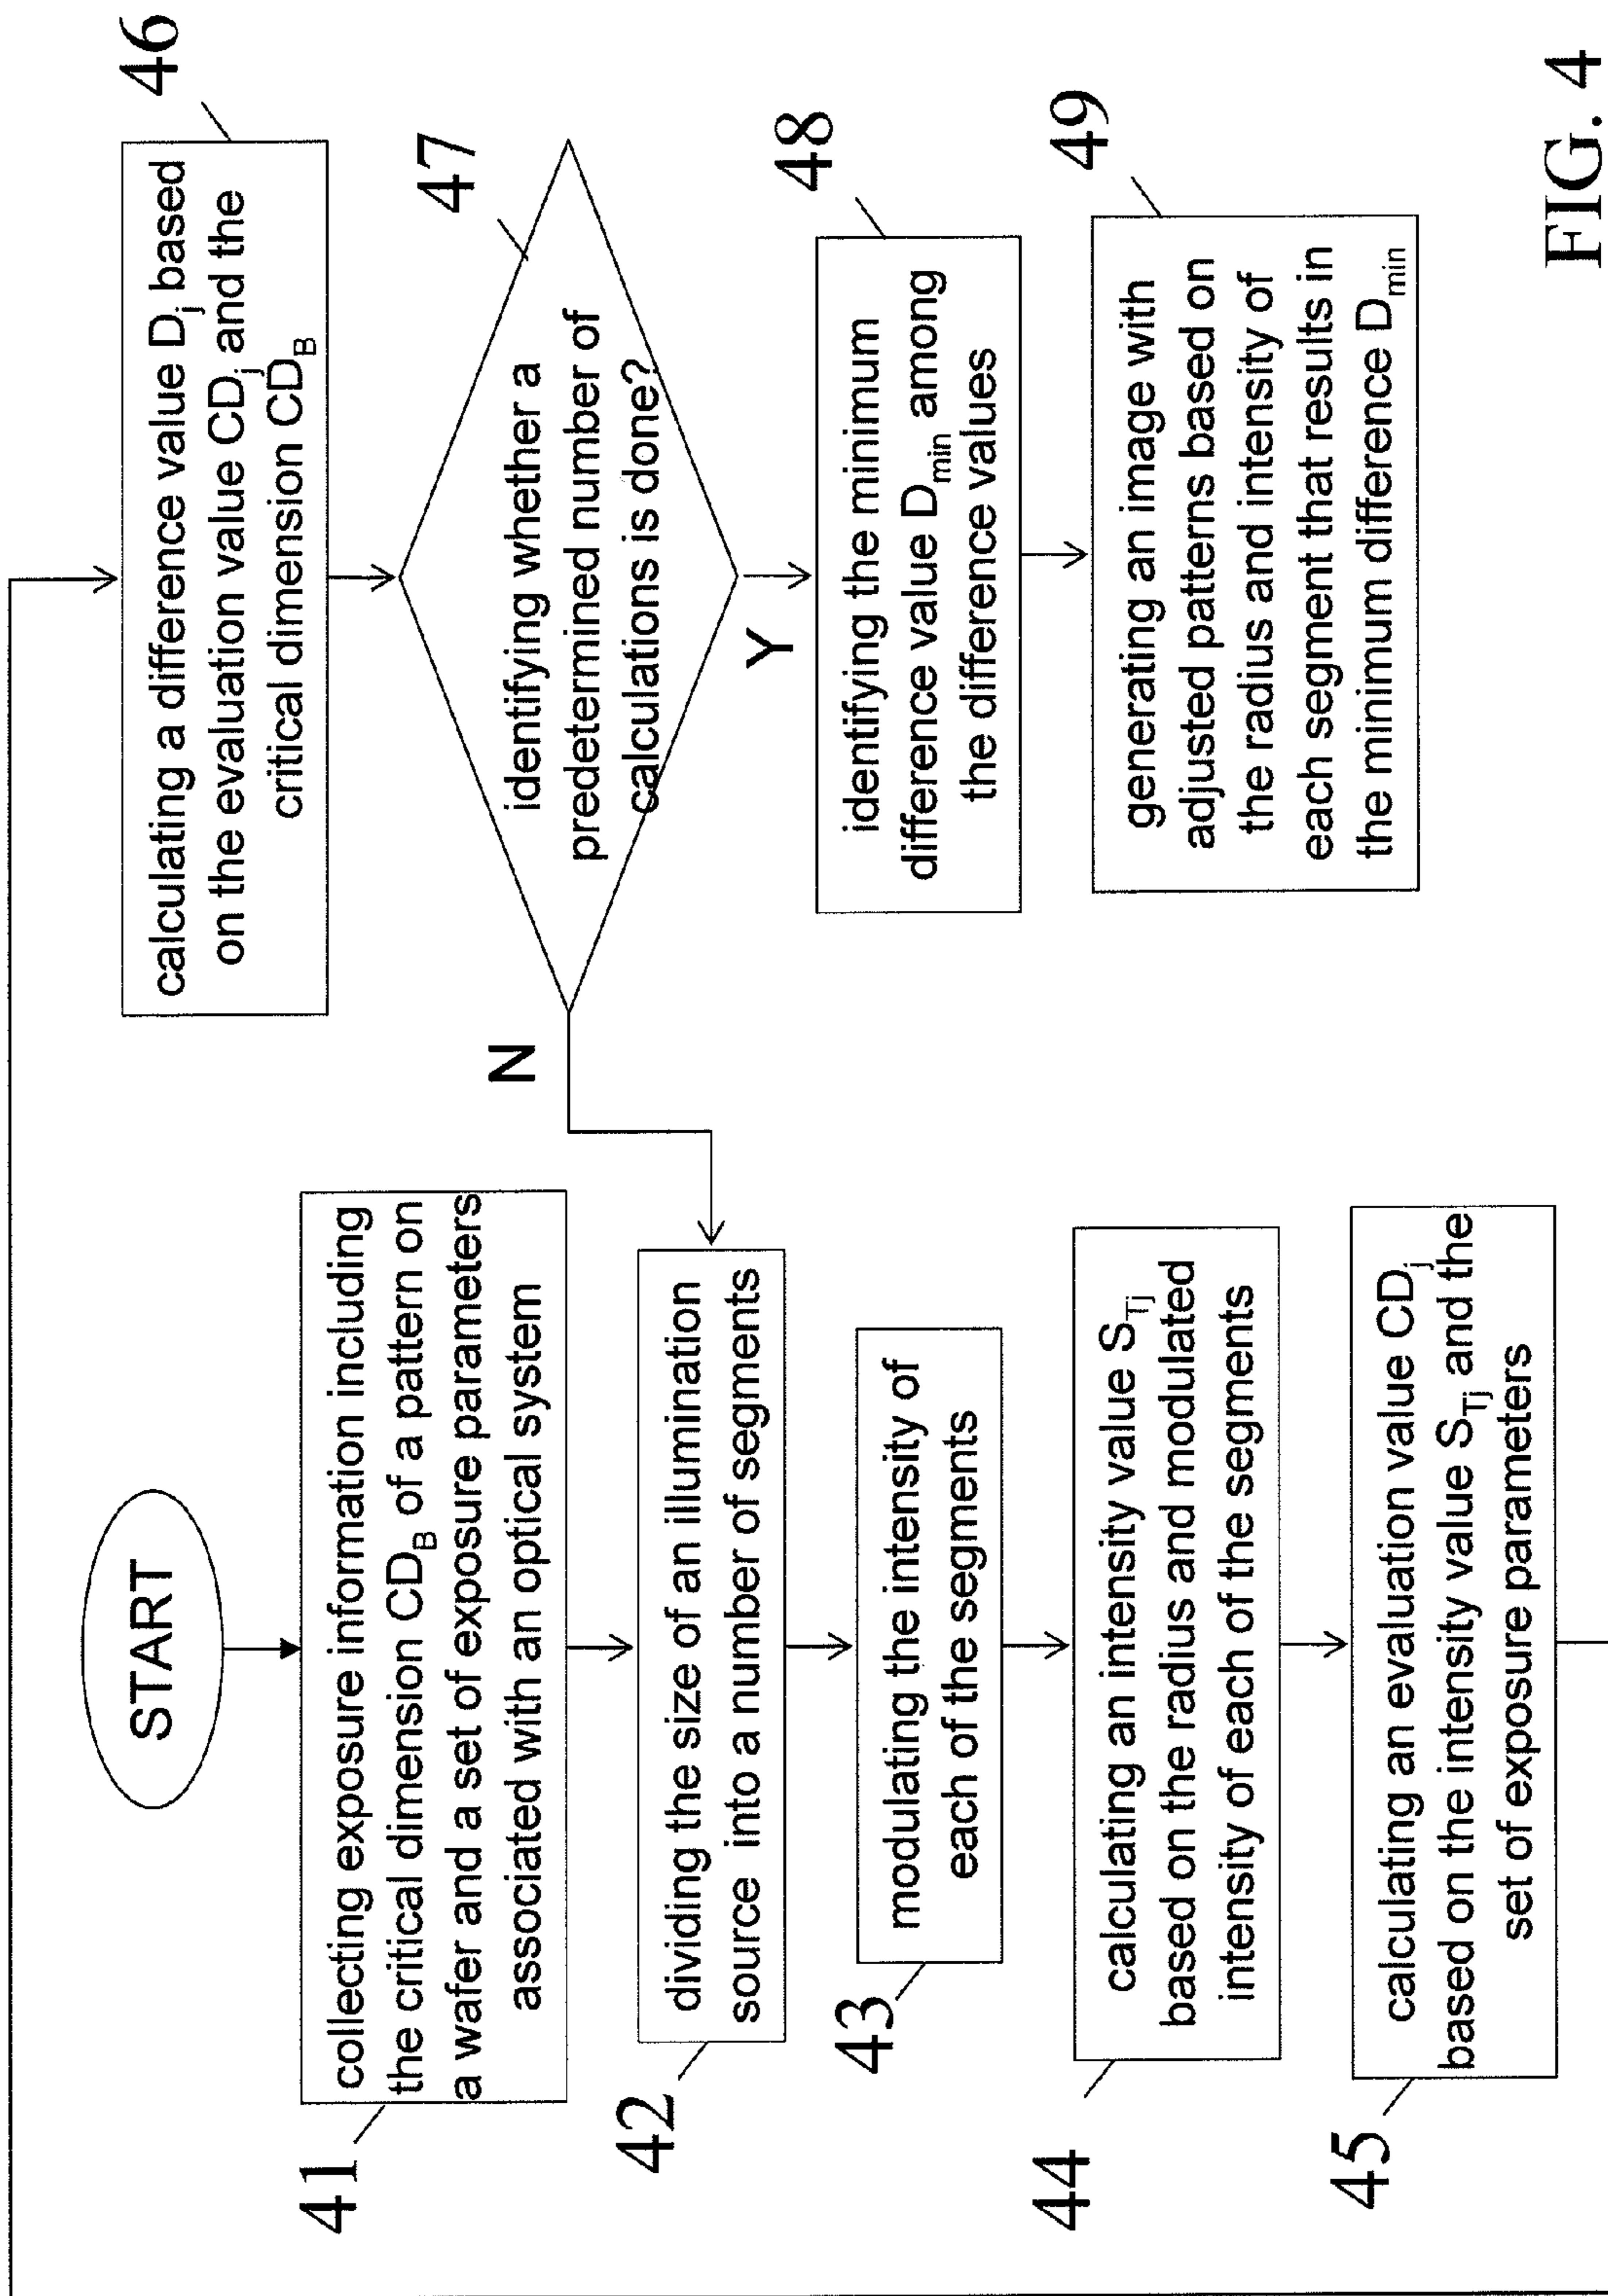 START
41
collecting exposure information including
the critical dimension CD_B of a pattern on
a wafer and a set of exposure parameters
associated with an optical system
42
dividing the size of an illumination
source into a number of segments
43
modulating the intensity of
each of the segments
44
calculating an intensity value S_Tj
based on the radius and modulated
intensity of each of the segments
45
calculating an evaluation value CD_j
based on the intensity value S_Tj and the
set of exposure parameters
46
calculating a difference value D_j based
on the evaluation value CD_j and the
critical dimension CD_B
47
identifying whether a
predetermined number of
calculations is done?
N
Y
48
identifying the minimum
difference value D_min among
the difference values
49
generating an image with
adjusted patterns based on
the radius and intensity of
each segment that results in
the minimum difference D_min
FIG. 4